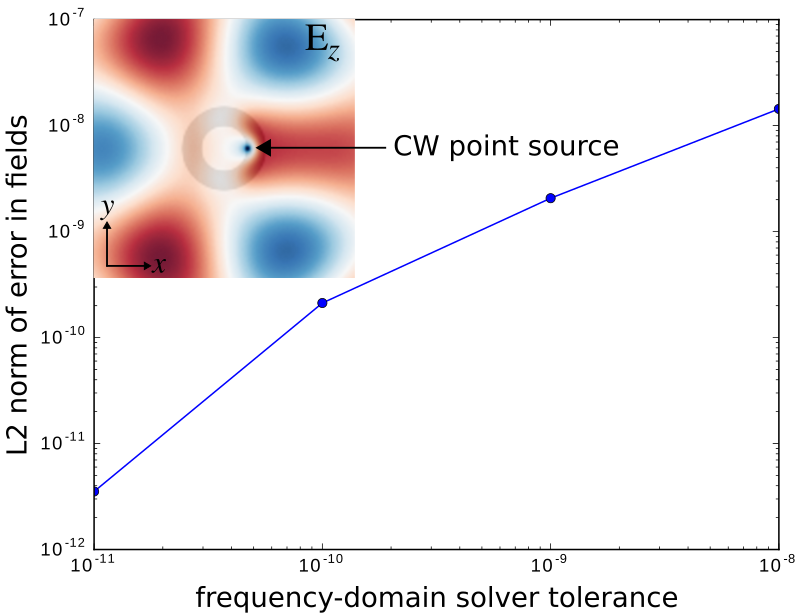 10⁻⁷
E_z
10⁻⁸
CW point source
L2 norm of error in fields
y
10⁻⁹
x
10⁻¹⁰
10⁻¹¹
10⁻¹²
10⁻¹¹ 10⁻¹⁰ 10⁻⁹ 10⁻⁸
frequency-domain solver tolerance